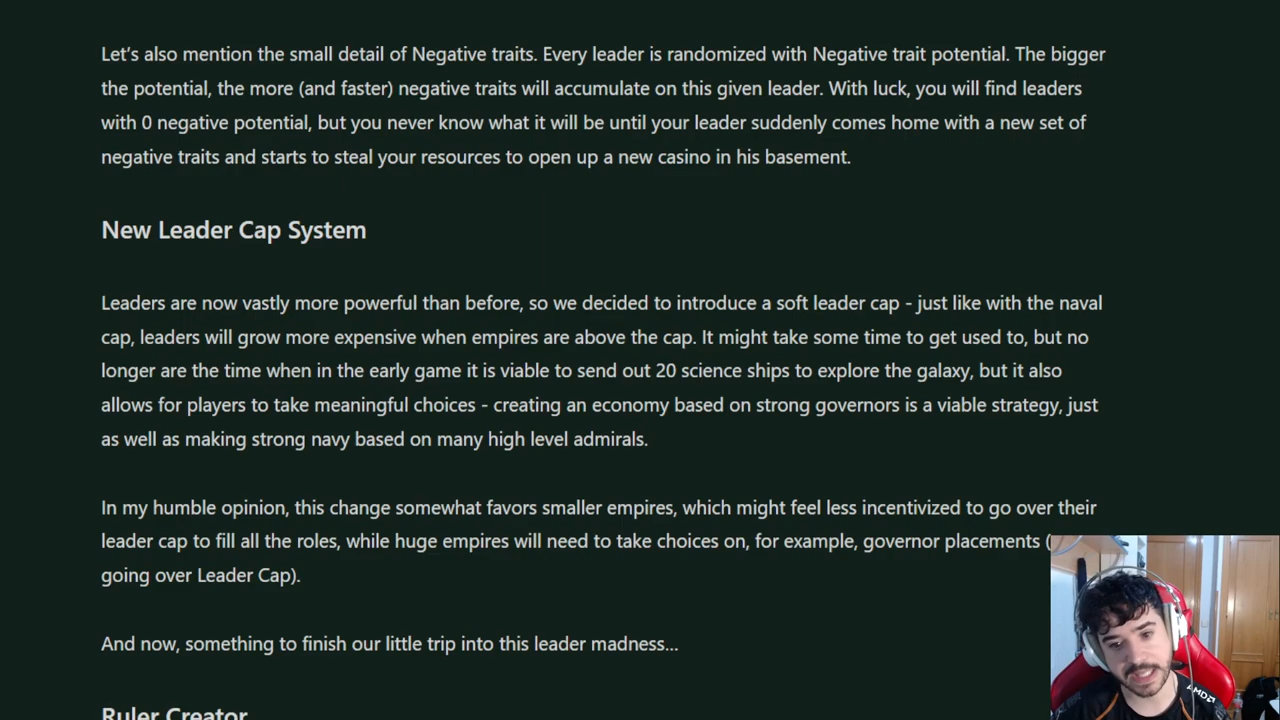 Let's also mention the small detail of Negative traits. Every leader is randomized with Negative trait potential. The bigger
the potential, the more (and faster) negative traits will accumulate on this given leader. With luck, you will find leaders
with 0 negative potential, but you never know what it will be until your leader suddenly comes home with a new set of
negative traits and starts to steal your resources to open up a new casino in his basement.
New Leader Cap System
Leaders are now vastly more powerful than before, so we decided to introduce a soft leader cap - just like with the naval
cap, leaders will grow more expensive when empires are above the cap. It might take some time to get used to, but no
longer are the time when in the early game it is viable to send out 20 science ships to explore the galaxy, but it also
allows for players to take meaningful choices - creating an economy based on strong governors is a viable strategy, just
as well as making strong navy based on many high level admirals.
In my humble opinion, this change somewhat favors smaller empires, which might feel less incentivized to go over their
leader cap to fill all the roles, while huge empires will need to take choices on, for example, governor placements (
going over Leader Cap).
And now, something to finish our little trip into this leader madness...
Ruler Creator
AMD